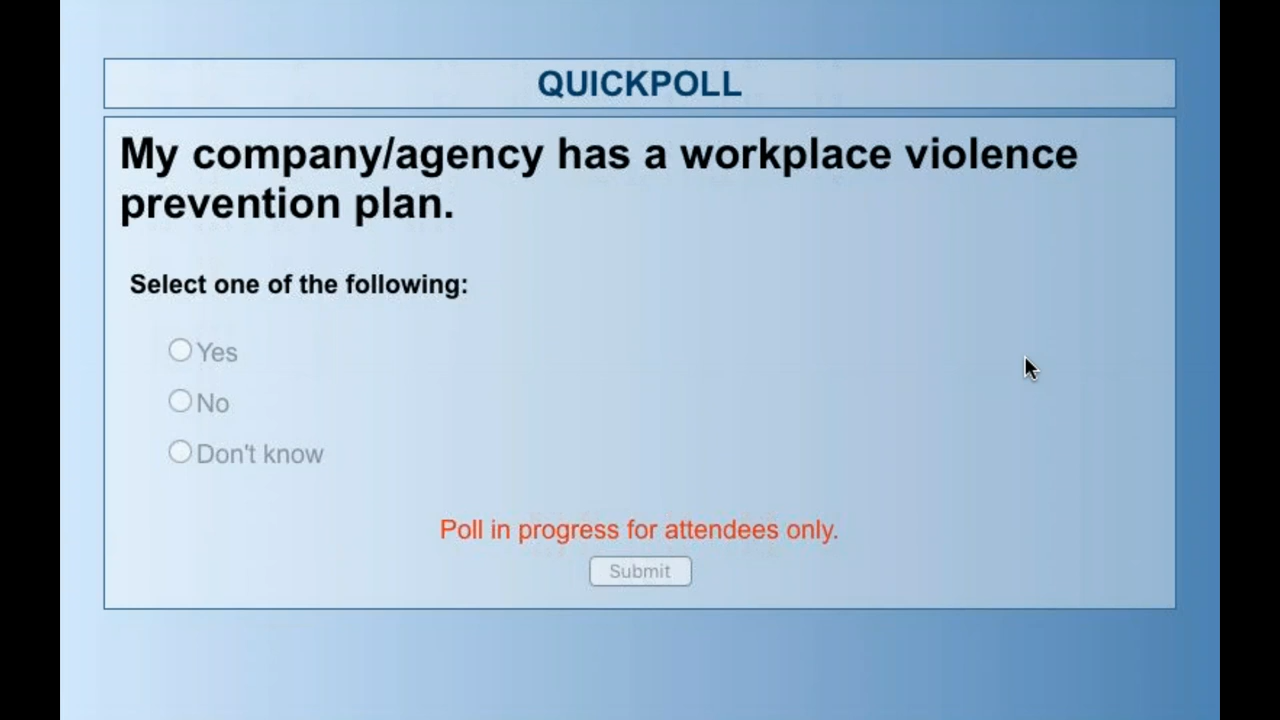 QUICKPOLL
My company/agency has a workplace violence
prevention plan.
Select one of the following:
Yes
No
Don't know
Poll in progress for attendees only.
Submit